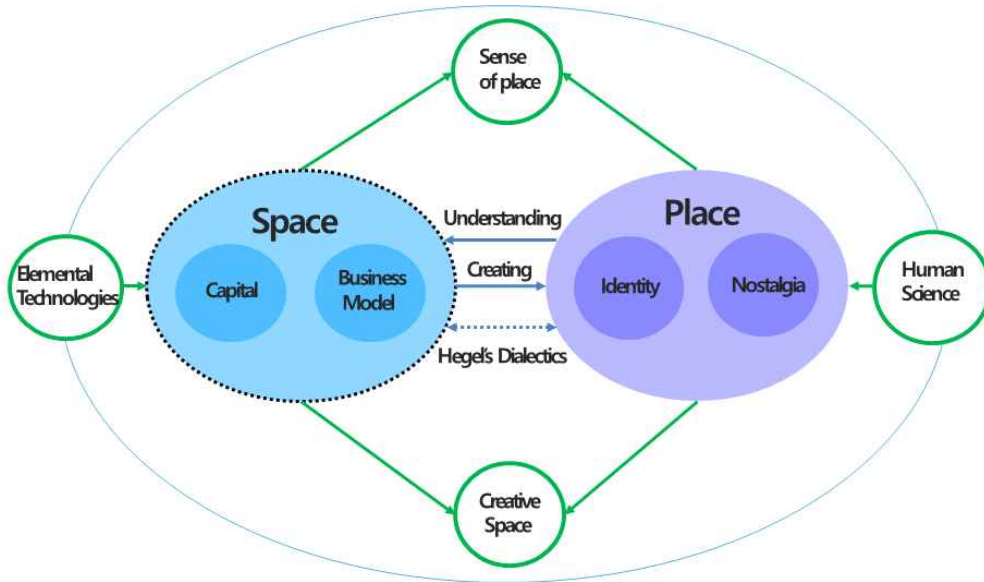 Sense
of place
Space
Place
Understanding
Elemental
Technologies
Capital
Business
Model
Creating
Identity
Nostalgia
Human
Science
Hegel's Dialectics
Creative
Space